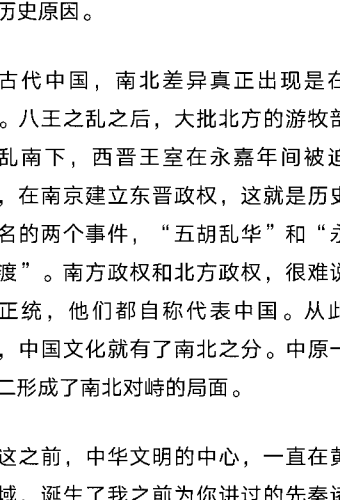 历史原因。
古代中国，南北差异真正出现是在
。八王之乱之后，大批北方的游牧部
乱南下，西晋王室在永嘉年间被迫
，在南京建立东晋政权，这就是历史
名的两个事件，“五胡乱华”和“永
渡”。南方政权和北方政权，很难说
正统，他们都自称代表中国。从此
，中国文化就有了南北之分。中原一
二形成了南北对峙的局面。
这之前，中华文明的中心，一直在黄
域，诞生了我之前为你讲过的先秦诸